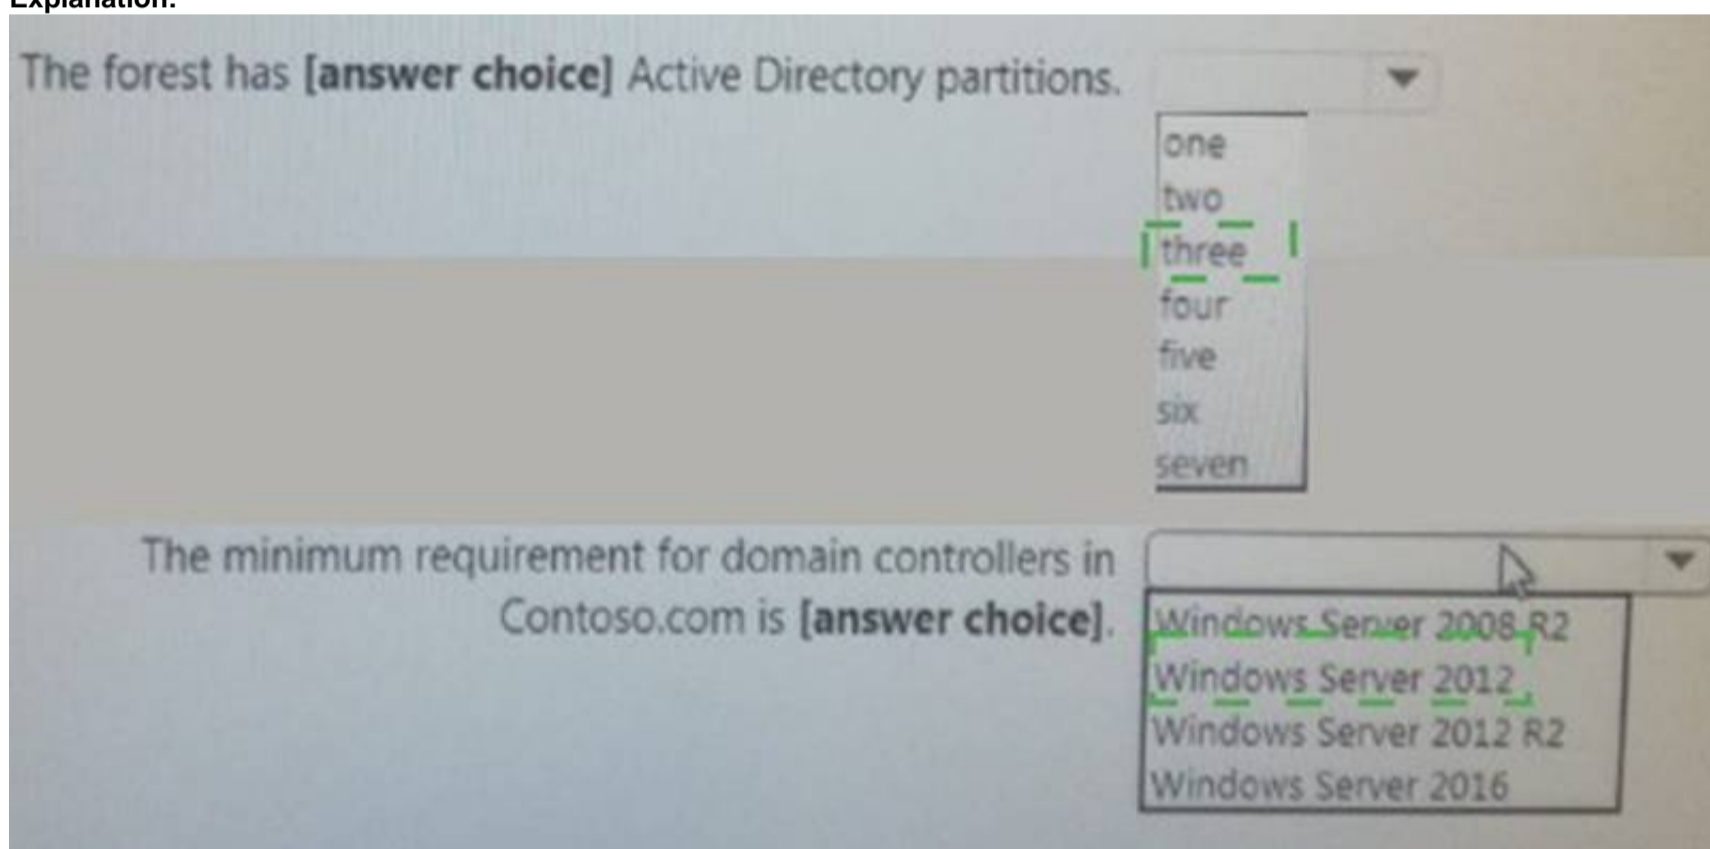 Explanation:
The forest has [answer choice] Active Directory partitions.
one
two
three
four
five
six
seven
The minimum requirement for domain controllers in
Contoso.com is [answer choice].
Windows Server 2008 R2
Windows Server 2012
Windows Server 2012 R2
Windows Server 2016